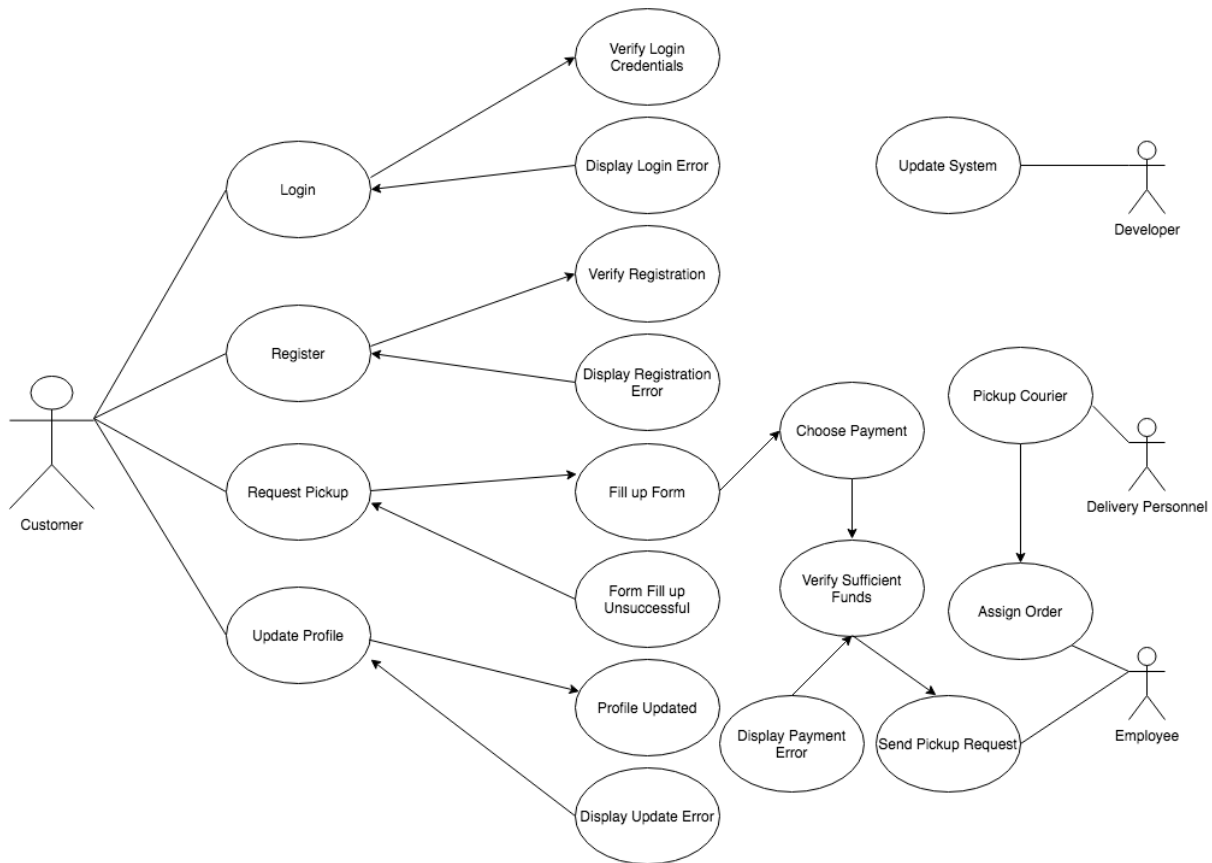 Verify Login
Credentials
Display Login Error
Login
Update System
Developer
Verify Registration
Register
Display Registration
Error
Choose Payment
Pickup Courier
Customer
Request Pickup
Fill up Form
Delivery Personnel
Form Fill up
Unsuccessful
Verify Sufficient
Funds
Assign Order
Update Profile
Profile Updated
Display Payment
Error
Send Pickup Request
Employee
Display Update Error